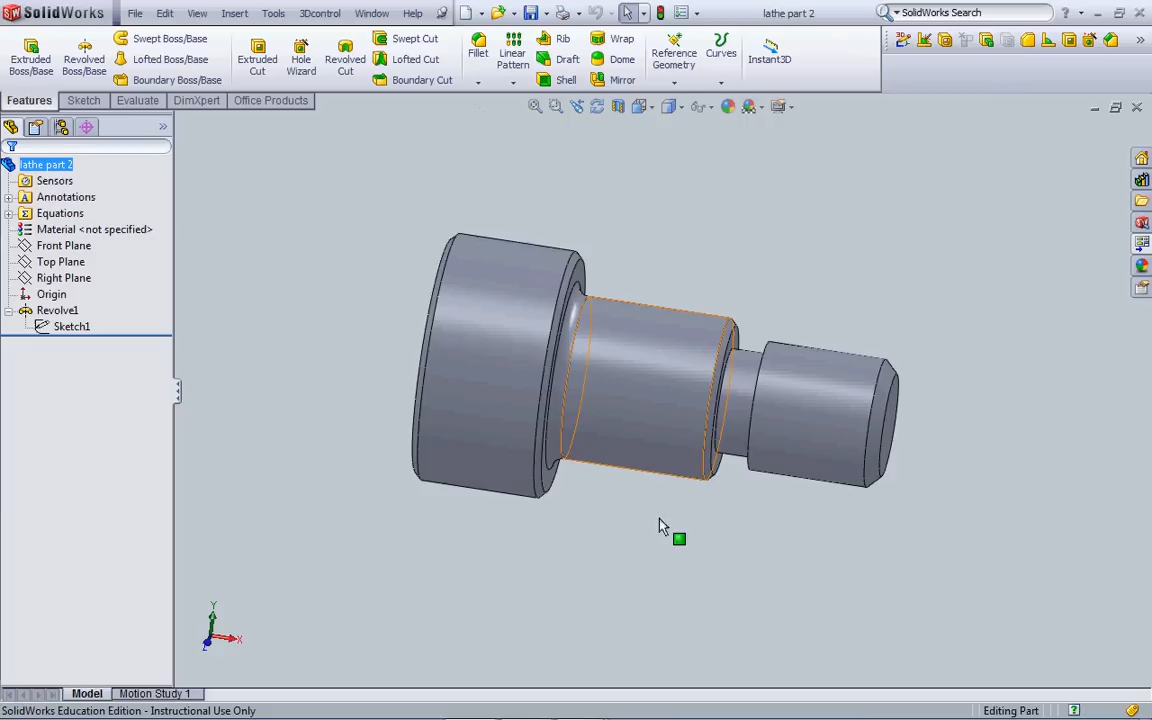 SolidWorks File Edit View Insert Tools 3Dcontrol Window Help lathe part 2 SolidWorks Search
Extruded Boss/Base
Revolved Boss/Base
Swept Boss/Base
Lofted Boss/Base
Boundary Boss/Base
Extruded Cut
Hole Wizard
Revolved Cut
Swept Cut
Lofted Cut
Boundary Cut
Fillet
Linear Pattern
Rib
Draft
Shell
Wrap
Dome
Mirror
Reference Geometry
Curves
Instant3D
Features Sketch Evaluate DimXpert Office Products
lathe part 2
Sensors
Annotations
Equations
Material <not specified>
Front Plane
Top Plane
Right Plane
Origin
Revolve1
Sketch1
Y
X
Z
Model Motion Study 1
SolidWorks Education Edition - Instructional Use Only Editing Part